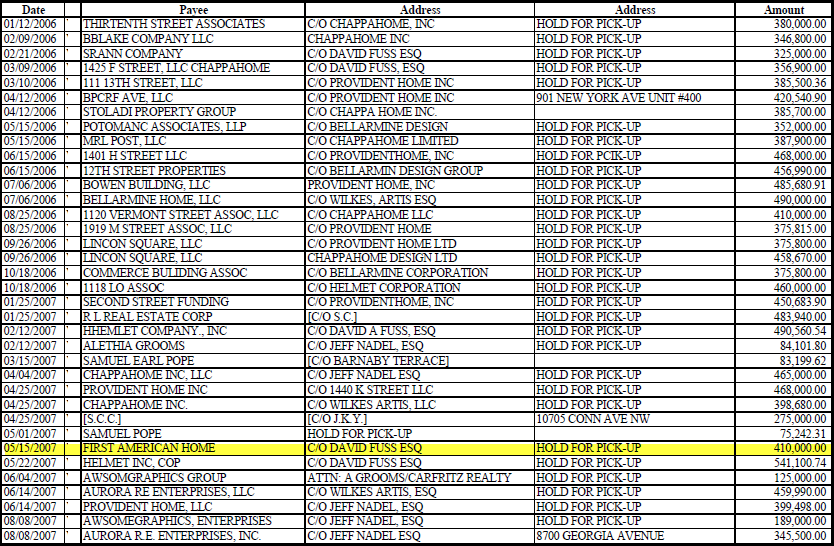 Date Payee Address Address Amount
01/12/2006 ` THIRTENTH STREET ASSOCIATES C/O CHAPPAHOME, INC HOLD FOR PICK-UP 380,000.00
02/09/2006 ` BBLAKE COMPANY LLC CHAPPAHOME INC HOLD FOR PICK-UP 346,800.00
02/21/2006 ` SRANN COMPANY C/O DAVID FUSS ESQ HOLD FOR PICK-UP 325,000.00
03/09/2006 ` 1425 F STREET, LLC CHAPPAHOME C/O DAVID FUSS, ESQ HOLD FOR PICK-UP 356,900.00
03/10/2006 ` 111 13TH STREET, LLC C/O PROVIDENT HOME INC HOLD FOR PICK-UP 385,500.36
04/12/2006 ` BPCRF AVE, LLC C/O PROVIDENT HOME INC 901 NEW YORK AVE UNIT #400 420,540.90
04/12/2006 ` STOLADI PROPERTY GROUP C/O CHAPPA HOME INC. 385,700.00
05/15/2006 ` POTOMANC ASSOCIATES, LLP C/O BELLARMINE DESIGN HOLD FOR PICK-UP 352,000.00
05/15/2006 ` MRL POST, LLC C/O CHAPPAHOME LIMITED HOLD FOR PICK-UP 387,900.00
06/15/2006 ` 1401 H STREET LLC C/O PROVIDENTHOME, INC HOLD FOR PCIK-UP 468,000.00
06/15/2006 ` 12TH STREET PROPERTIES C/O BELLARMIN DESIGN GROUP HOLD FOR PICK-UP 456,990.00
07/06/2006 ` BOWEN BUILDING, LLC PROVIDENT HOME, INC HOLD FOR PICK-UP 485,680.91
07/06/2006 ` BELLARMINE HOME, LLC C/O WILKES, ARTIS ESQ HOLD FOR PICK-UP 490,000.00
08/25/2006 ` 1120 VERMONT STREET ASSOC, LLC C/O CHAPPAHOME LLC HOLD FOR PICK-UP 410,000.00
08/25/2006 ` 1919 M STREET ASSOC, LLC C/O PROVIDENT HOME HOLD FOR PICK-UP 375,815.00
09/26/2006 ` LINCON SQUARE, LLC C/O PROVIDENT HOME LTD HOLD FOR PICK-UP 375,800.00
09/26/2006 ` LINCON SQUARE, LLC CHAPPAHOME DESIGN LTD HOLD FOR PICK-UP 458,670.00
10/18/2006 ` COMMERCE BULIDING ASSOC C/O BELLARMINE CORPORATION HOLD FOR PICK-UP 375,800.00
10/18/2006 ` 1118 LO ASSOC C/O HELMET CORPORATION HOLD FOR PICK-UP 460,000.00
01/25/2007 ` SECOND STREET FUNDING C/O PROVIDENTHOME, INC HOLD FOR PICK-UP 450,683.90
01/25/2007 ` R L REAL ESTATE CORP [C/O S.C.] HOLD FOR PICK-UP 483,940.00
02/12/2007 ` HHEMLET COMPANY., INC C/O DAVID A FUSS, ESQ HOLD FOR PICK-UP 490,560.54
02/12/2007 ` ALETHIA GROOMS C/O JEFF NADEL, ESQ HOLD FOR PICK-UP 84,101.80
03/15/2007 ` SAMUEL EARL POPE [C/O BARNABY TERRACE] 83,199.62
04/04/2007 ` CHAPPAHOME INC, LLC C/O JEFF NADEL ESQ HOLD FOR PICK-UP 465,000.00
04/25/2007 ` PROVIDENT HOME INC C/O 1440 K STREET LLC HOLD FOR PICK-UP 468,000.00
04/25/2007 ` CHAPPAHOME INC. C/O WILKES ARTIS, LLC HOLD FOR PICK-UP 398,680.00
04/25/2007 ` [S.C.C.] [C/O J.K.Y.] 10705 CONN AVE NW 275,000.00
05/01/2007 ` SAMUEL POPE HOLD FOR PICK-UP 75,242.31
05/15/2007 ` FIRST AMERICAN HOME C/O DAVID FUSS ESQ HOLD FOR PICK-UP 410,000.00
05/22/2007 ` HELMET INC, COP C/O DAVID FUSS ESQ HOLD FOR PICK-UP 541,100.74
06/04/2007 ` AWSOMGRAPHICS GROUP ATTN: A GROOMS/CARFRITZ REALTY HOLD FOR PICK-UP 125,000.00
06/14/2007 ` AURORA RE ENTERPRISES, LLC C/O WILKES ARTIS, ESQ HOLD FOR PICK-UP 459,990.00
06/14/2007 ` PROVIDENT HOME, LLC C/O JEFF NADEL, ESQ HOLD FOR PICK-UP 399,498.00
08/08/2007 ` AWSOMEGRAPHICS, ENTERPRISES C/O JEFF NADEL, ESQ HOLD FOR PICK-UP 189,000.00
08/08/2007 ` AURORA R.E. ENTERPRISES, INC. C/O JEFF NADEL, ESQ 8700 GEORGIA AVENUE 345,500.00